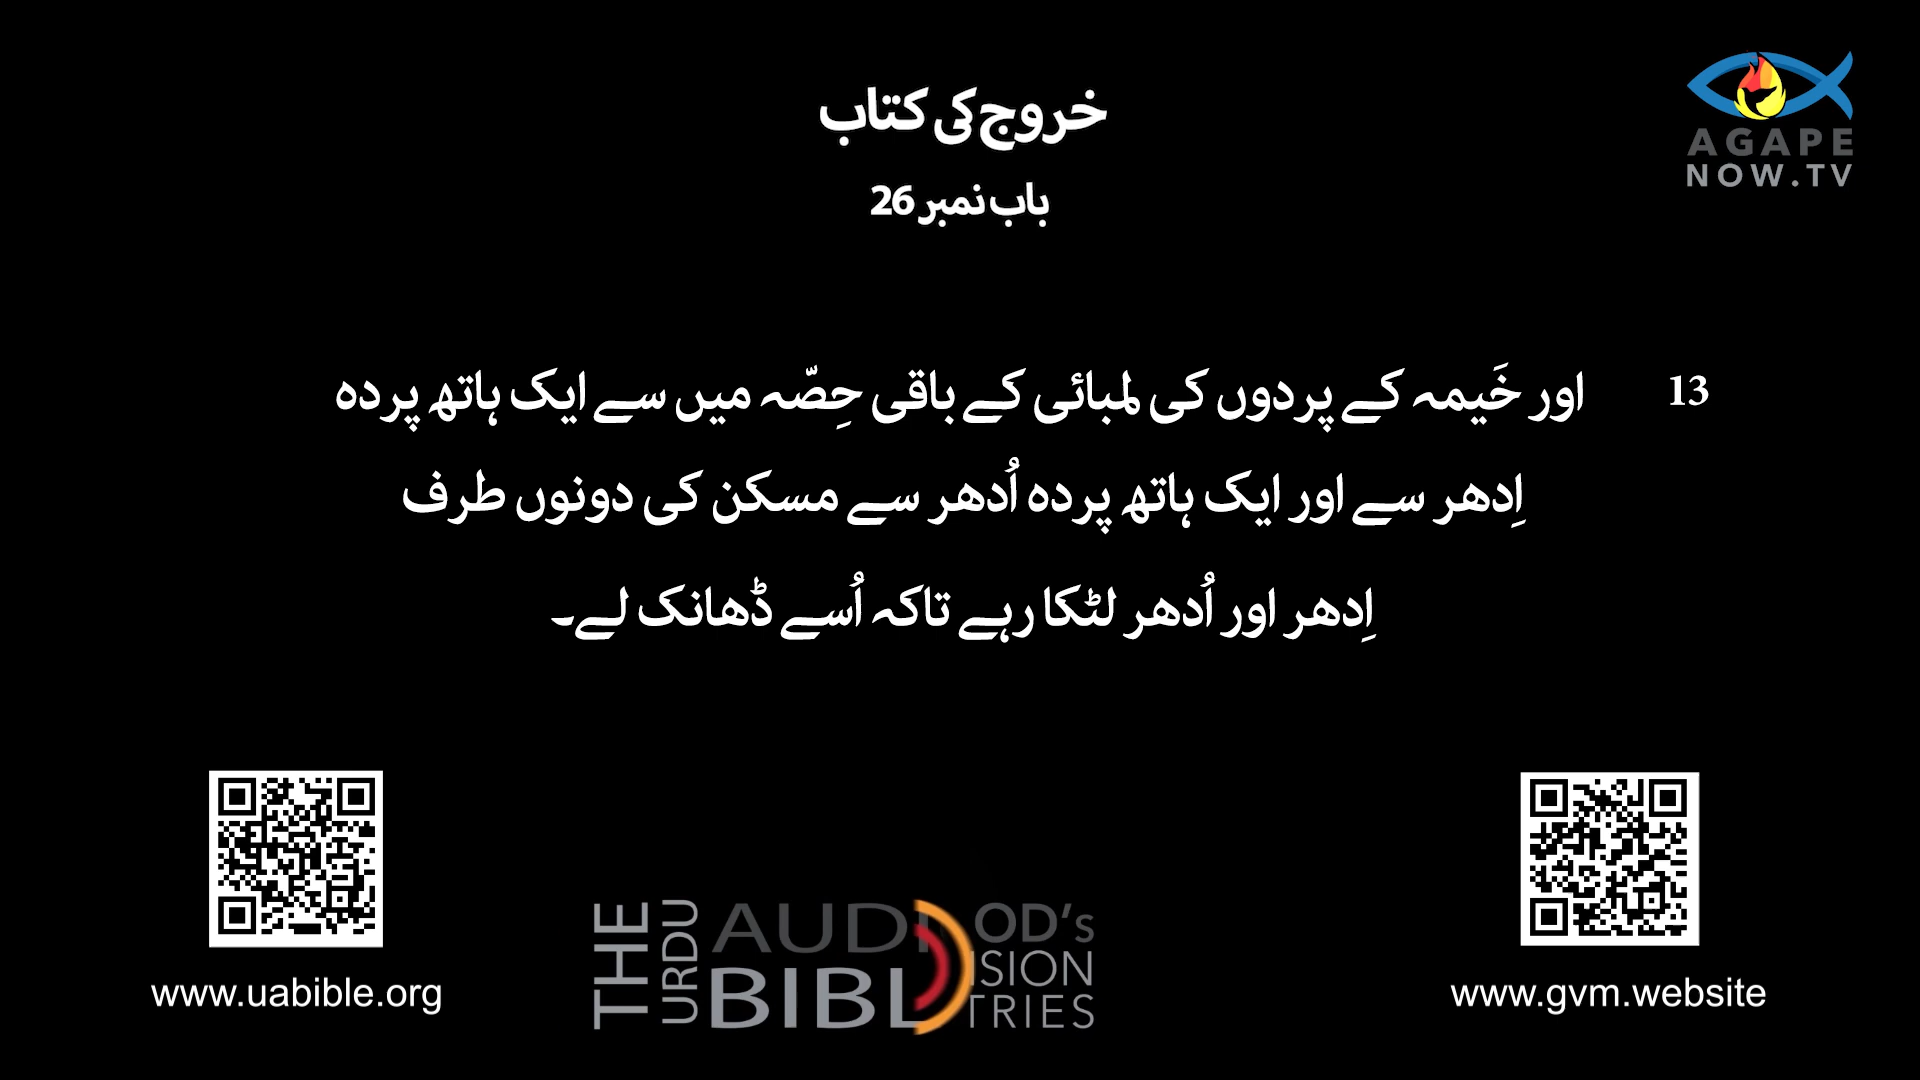 خروج کی کتاب
باب نمبر 26
AGAPE
NOW.TV
13 اور خَیمہ کے پردوں کی لمبائی کے باقی حِصّہ میں سے ایک ہاتھ پردہ
اِدھر سے اور ایک ہاتھ پردہ اُدھر سے مسکن کی دونوں طرف
اِدھر اور اُدھر لٹکا رہے تاکہ اُسے ڈھانک لے۔
www.uabible.org
THE
URDU
AUDI
BIBL
OD’s
ISION
TRIES
www.gvm.website